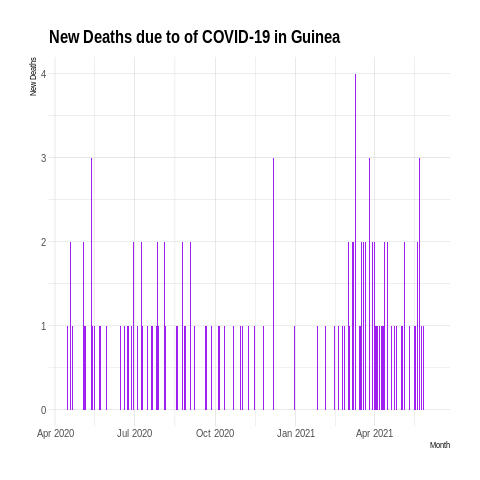 New Deaths due to of COVID-19 in Guinea
New Deaths
4
3
2
1
0
Apr 2020 Jul 2020 Oct 2020 Jan 2021 Apr 2021
Month